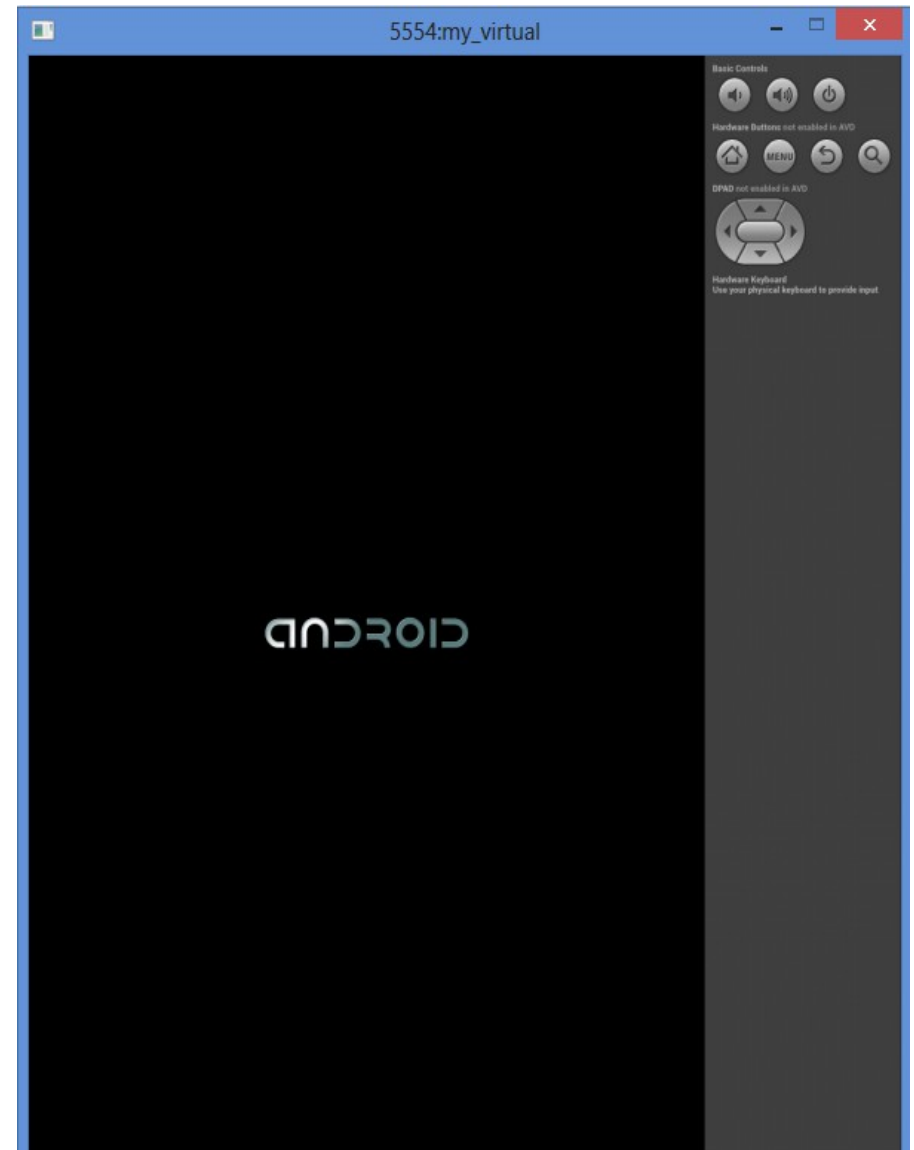 5554:my_virtual
Basic Controls
Hardware Buttons not enabled in AVD
MENU
DPAD not enabled in AVD
Hardware Keyboard
Use your physical keyboard to provide input
ANDROID